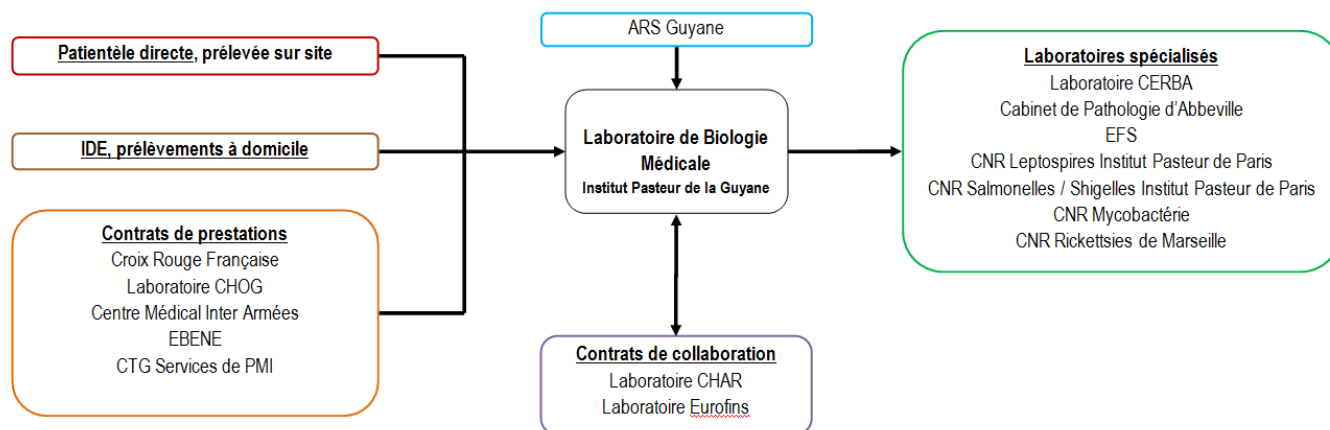 Patientèle directe, prélevée sur site
IDE, prélèvements à domicile
Contrats de prestations
Croix Rouge Française
Laboratoire CHOG
Centre Médical Inter Armées
EBENE
CTG Services de PMI
ARS Guyane
Laboratoire de Biologie
Médicale
Institut Pasteur de la Guyane
Contrats de collaboration
Laboratoire CHAR
Laboratoire Eurofins
Laboratoires spécialisés
Laboratoire CERBA
Cabinet de Pathologie d'Abbeville
EFS
CNR Leptospires Institut Pasteur de Paris
CNR Salmonelles / Shigelles Institut Pasteur de Paris
CNR Mycobactérie
CNR Rickettsies de Marseille